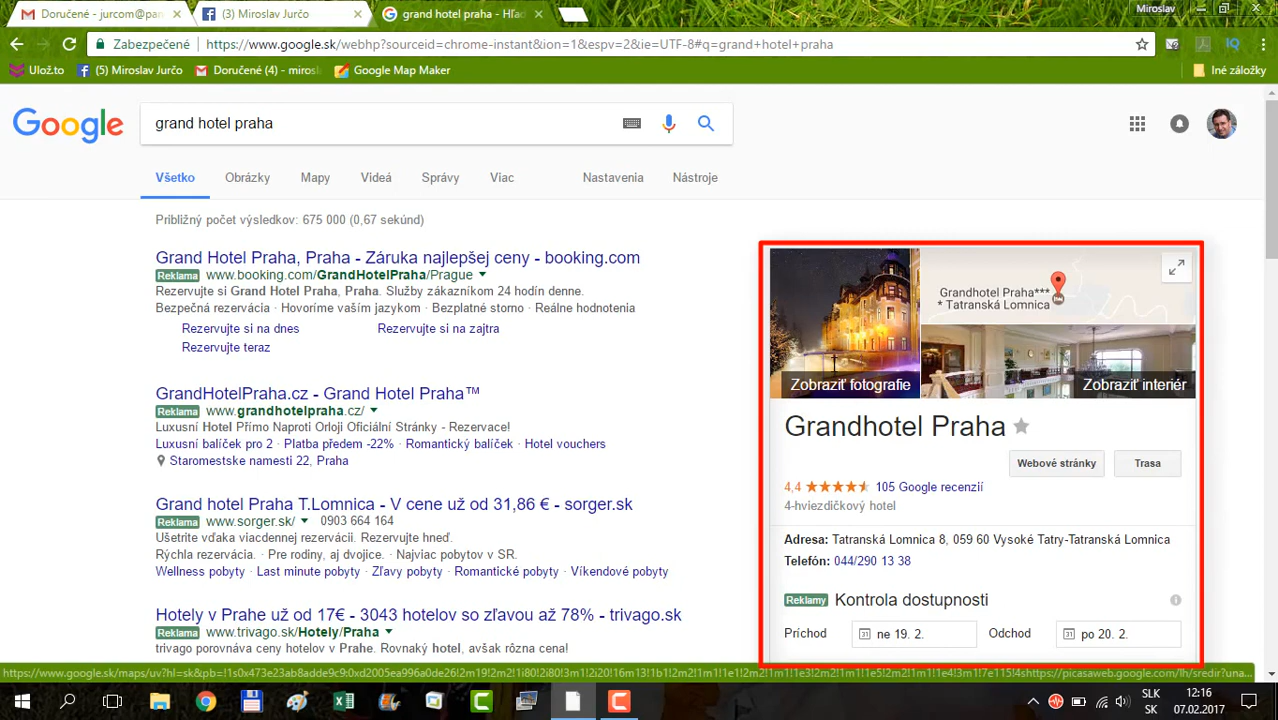 Doručené - jurcom@pan
(3) Miroslav Jurčo
grand hotel praha - Hľad
Miroslav
Zabezpečené
https://www.google.sk/webhp?sourceid=chrome-instant&ion=1&espv=2&ie=UTF-8#q=grand+hotel+praha
IQ
Ulož.to
(5) Miroslav Jurčo
Doručené (4) - mirosk
Google Map Maker
Iné záložky
Google
grand hotel praha
Všetko
Obrázky
Mapy
Videá
Správy
Viac
Nastavenia
Nástroje
Približný počet výsledkov: 675 000 (0,67 sekúnd)
Grand Hotel Praha, Praha - Záruka najlepšej ceny - booking.com
Reklama www.booking.com/GrandHotelPraha/Prague
Rezervujte si Grand Hotel Praha, Praha. Služby zákazníkom 24 hodín denne.
Bezpečná rezervácia · Hovoríme vaším jazykom · Bezplatné storno · Reálne hodnotenia
Rezervujte si na dnes
Rezervujte si na zajtra
Rezervujte teraz
GrandHotelPraha.cz - Grand Hotel Praha™
Reklama www.grandhotelpraha.cz/
Luxusní Hotel Přímo Naproti Orloji Oficiální Stránky - Rezervace!
Luxusní balíček pro 2 · Platba předem -22% · Romantický balíček · Hotel vouchers
Staromestske namesti 22, Praha
Grand hotel Praha T.Lomnica - V cene už od 31,86 € - sorger.sk
Reklama www.sorger.sk/ 0903 664 164
Ušetrite vďaka viacdennej rezervácii. Rezervujte hneď.
Rýchla rezervácia. · Pre rodiny, aj dvojice. · Najviac pobytov v SR.
Wellness pobyty · Last minute pobyty · Zľavy pobyty · Romantické pobyty · Víkendové pobyty
Hotely v Prahe už od 17€ - 3043 hotelov so zľavou až 78% - trivago.sk
Reklama www.trivago.sk/Hotely/Praha
trivago porovnáva ceny hotelov v Prahe. Rovnaký hotel, avšak rôzna cena!
Grandhotel Praha***
* Tatranská Lomnica
Zobraziť fotografie
Zobraziť interiér
Grandhotel Praha
Webové stránky
Trasa
4,4 105 Google recenzií
4-hviezdičkový hotel
Adresa: Tatranská Lomnica 8, 059 60 Vysoké Tatry-Tatranská Lomnica
Telefón: 044/290 13 38
Reklamy Kontrola dostupnosti
Príchod
ne 19. 2.
Odchod
po 20. 2.
SLK
SK
12:16
07.02.2017